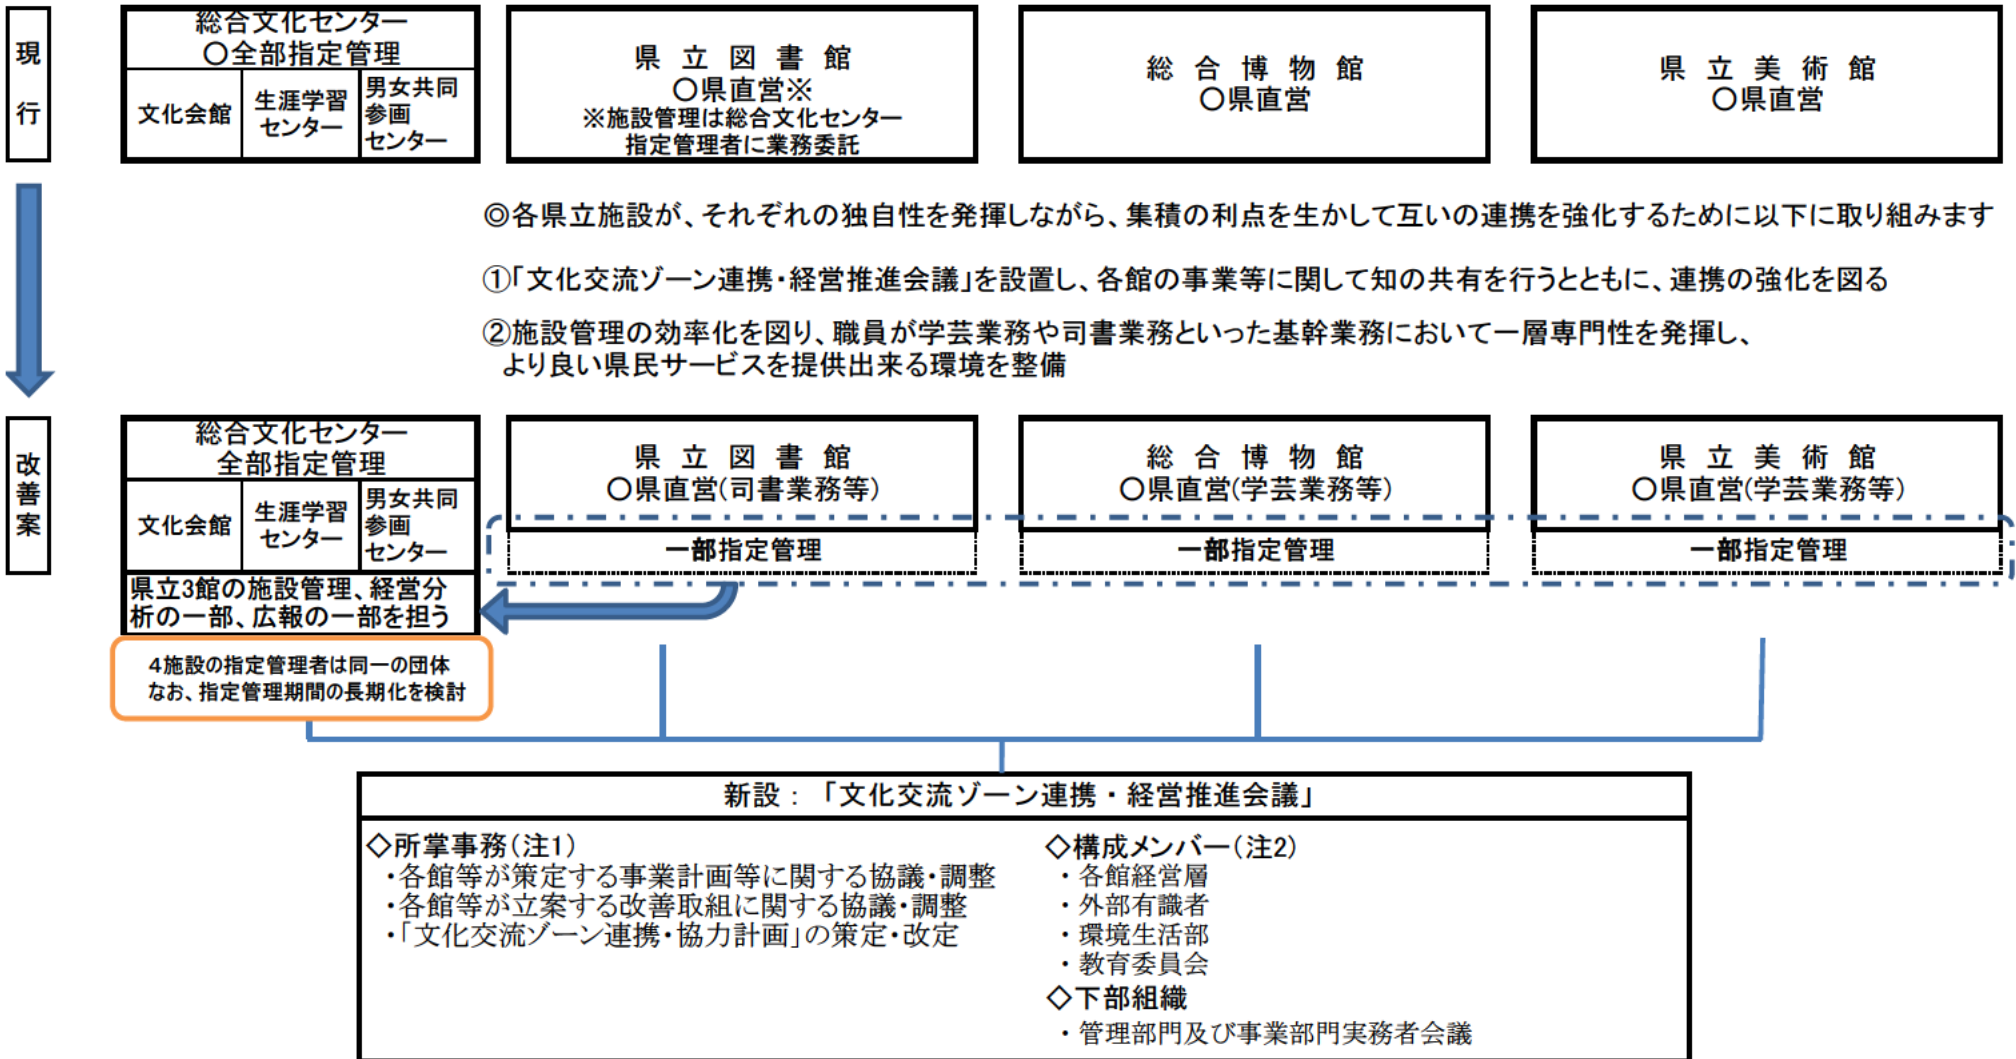 現行
総合文化センター
〇全部指定管理
文化会館
生涯学習
センター
男女共同
参画
センター
県立図書館
〇県直営※
※施設管理は総合文化センター
指定管理者に業務委託
総合博物館
〇県直営
県立美術館
〇県直営
◎各県立施設が、それぞれの独自性を発揮しながら、集積の利点を生かして互いの連携を強化するために以下に取り組みます
①「文化交流ゾーン連携・経営推進会議」を設置し、各館の事業等に関して知の共有を行うとともに、連携の強化を図る
②施設管理の効率化を図り、職員が学芸業務や司書業務といった基幹業務において一層専門性を発揮し、
より良い県民サービスを提供出来る環境を整備
改善案
総合文化センター
全部指定管理
文化会館
生涯学習
センター
男女共同
参画
センター
県立3館の施設管理、経営分
析の一部、広報の一部を担う
県立図書館
〇県直営(司書業務等)
一部指定管理
総合博物館
〇県直営(学芸業務等)
一部指定管理
県立美術館
〇県直営(学芸業務等)
一部指定管理
4施設の指定管理者は同一の団体
なお、指定管理期間の長期化を検討
新設：「文化交流ゾーン連携・経営推進会議」
◇所掌事務(注1)
・各館等が策定する事業計画等に関する協議・調整
・各館等が立案する改善取組に関する協議・調整
・「文化交流ゾーン連携・協力計画」の策定・改定
◇構成メンバー(注2)
・各館経営層
・外部有識者
・環境生活部
・教育委員会
◇下部組織
・管理部門及び事業部門実務者会議